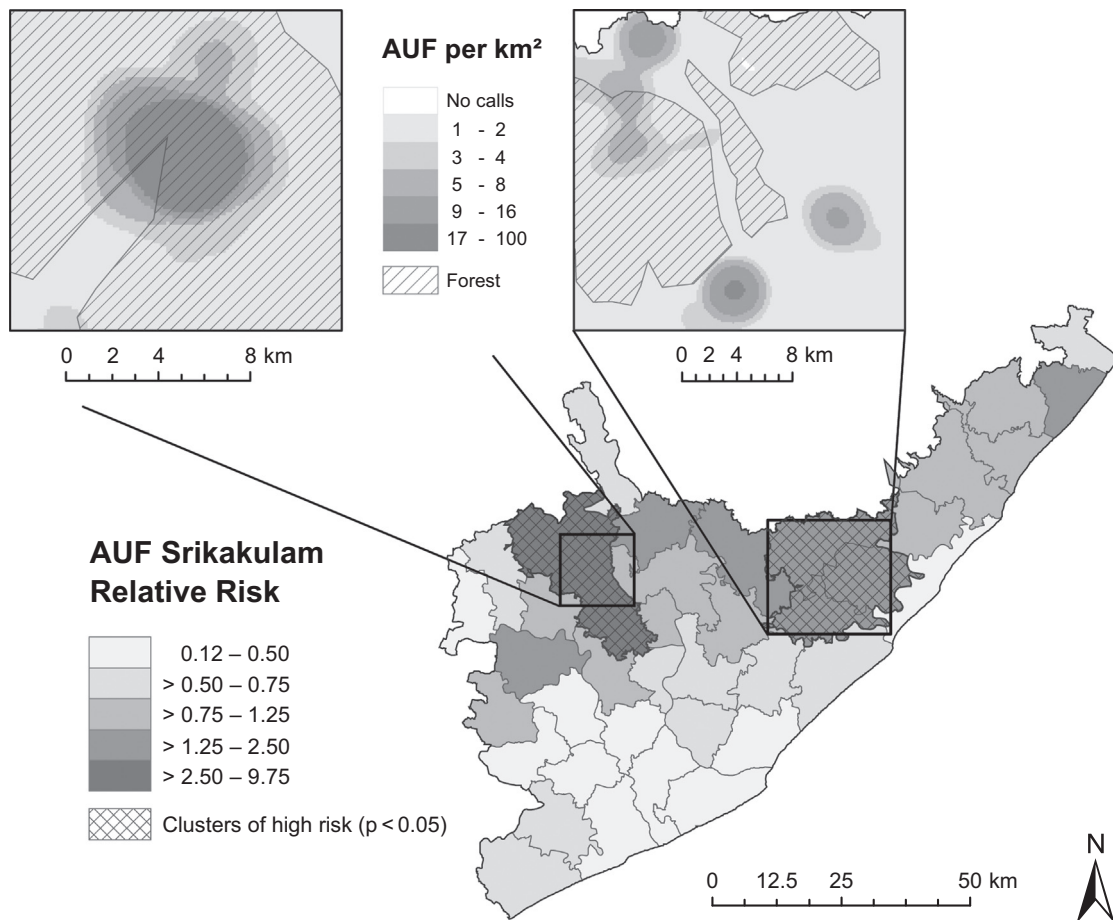 AUF per km²
No calls
1 - 2
3 - 4
5 - 8
9 - 16
17 - 100
Forest
0 2 4 8 km
0 2 4 8 km
AUF Srikakulam
Relative Risk
0.12 – 0.50
> 0.50 – 0.75
> 0.75 – 1.25
> 1.25 – 2.50
> 2.50 – 9.75
Clusters of high risk (p < 0.05)
0 12.5 25 50 km
N